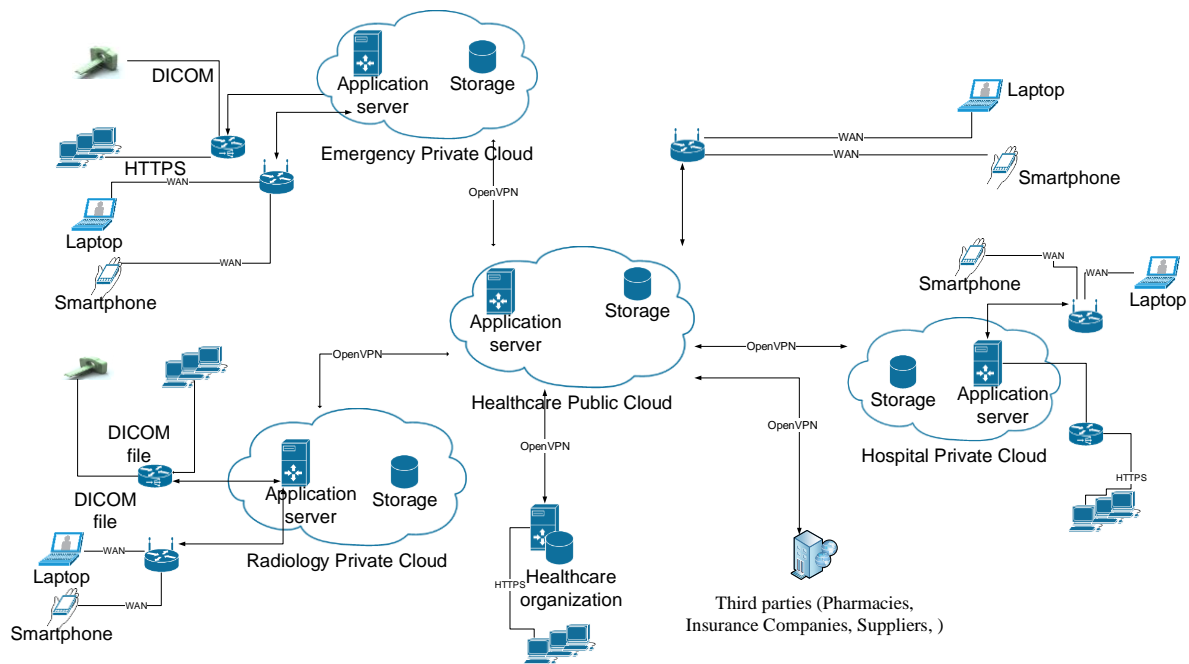 DICOM
Application
server
Storage
Emergency Private Cloud
HTTPS
WAN
Laptop
WAN
Smartphone
OpenVPN
Laptop
WAN
WAN
Smartphone
Application
server
Storage
Healthcare Public Cloud
Smartphone
WAN
WAN
Laptop
OpenVPN
Storage
Application
server
Hospital Private Cloud
HTTPS
OpenVPN
DICOM
file
DICOM
file
Application
server
Storage
Radiology Private Cloud
WAN
Laptop
WAN
Smartphone
OpenVPN
HTTPS
Healthcare
organization
OpenVPN
Third parties (Pharmacies,
Insurance Companies, Suppliers, )